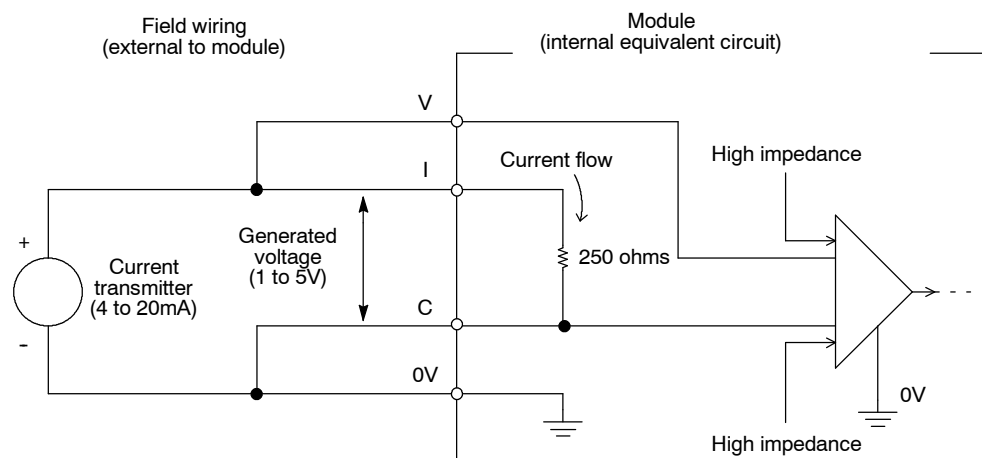 Field wiring
(external to module)
Module
(internal equivalent circuit)
V
I
Current flow
High impedance
+
Current
transmitter
(4 to 20mA)
-
Generated
voltage
(1 to 5V)
250 ohms
C
0V
0V
High impedance